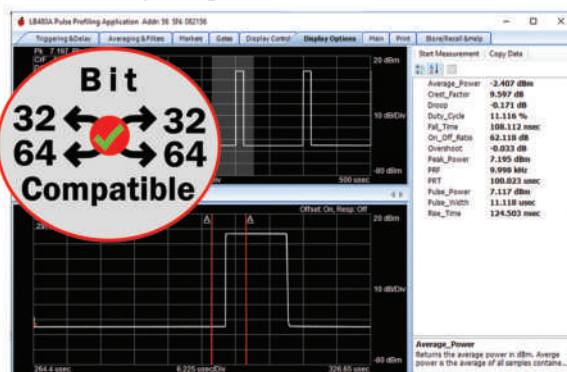 LB480A Pulse Profiling Application Addr: 56 SN: 082156
Triggering & Delay Averaging & Filters Markers Gates Display Control Display Options Main Print Store/Recall & Help
Start Measurement Copy Data
Pk 7.197
CrF
20 dBm
10 dB/Div
-80 dBm
500 usec
Bit
32 32
64 64
Compatible
Average_Power -2.407 dBm
Crest_Factor 9.597 dB
Droop -0.171 dB
Duty_Cycle 11.116 %
Fall_Time 108.112 nsec
On_Off_Ratio 62.118 dB
Overshoot -0.033 dB
Peak_Power 7.195 dBm
PRF 9.998 kHz
PRT 100.023 usec
Pulse_Power 7.117 dBm
Pulse_Width 11.118 usec
Rise_Time 124.503 nsec
Offset: On, Resp: Off
20 dBm
10 dB/Div
-80 dBm
264.4 usec 6.225 usec/Div 326.65 usec
Average_Power
Returns the average power in dBm. Averge
power is the average of all samples containe...